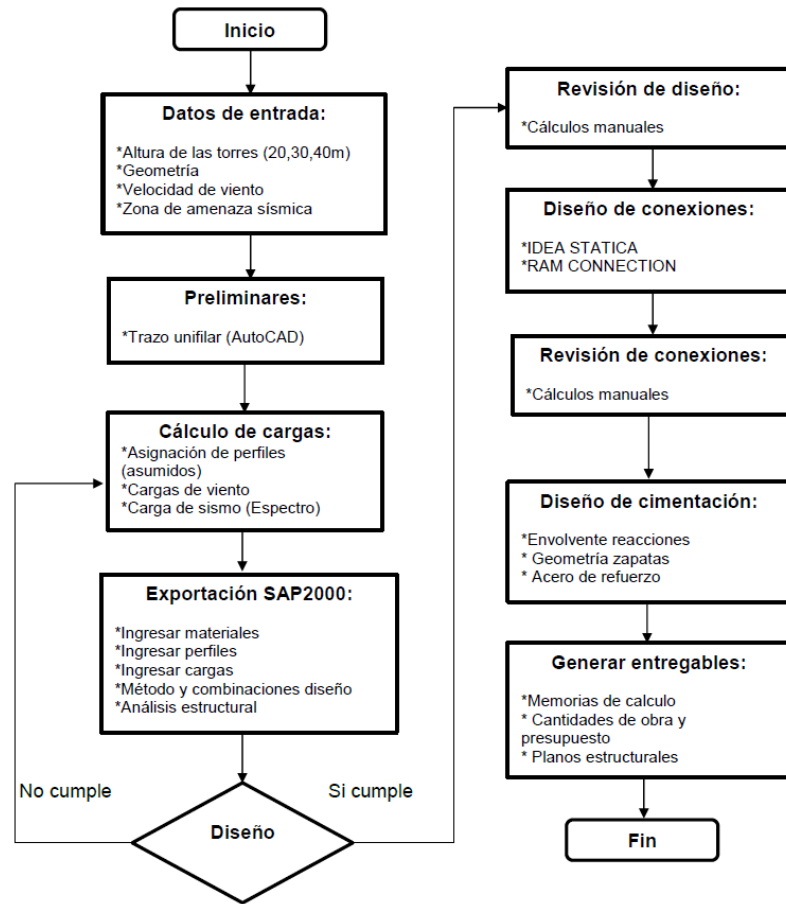 Inicio
Datos de entrada:
*Altura de las torres (20,30,40m)
*Geometría
*Velocidad de viento
*Zona de amenaza sísmica
Preliminares:
*Trazo unifilar (AutoCAD)
Cálculo de cargas:
*Asignación de perfiles
(asumidos)
*Cargas de viento
*Carga de sismo (Espectro)
Exportación SAP2000:
*Ingresar materiales
*Ingresar perfiles
*Ingresar cargas
*Método y combinaciones diseño
*Análisis estructural
No cumple
Si cumple
Diseño
Revisión de diseño:
*Cálculos manuales
Diseño de conexiones:
*IDEA STATICA
*RAM CONNECTION
Revisión de conexiones:
*Cálculos manuales
Diseño de cimentación:
*Envolvente reacciones
* Geometría zapatas
* Acero de refuerzo
Generar entregables:
*Memorias de calculo
* Cantidades de obra y
presupuesto
* Planos estructurales
Fin